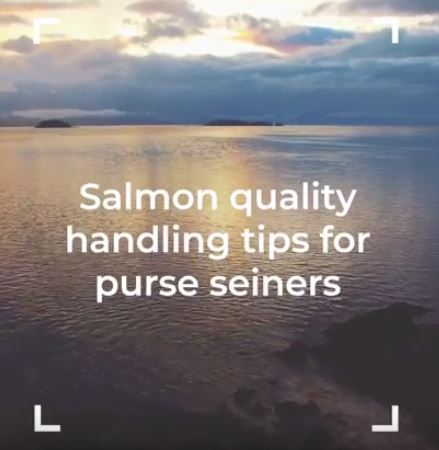 Salmon quality
handling tips for
purse seiners